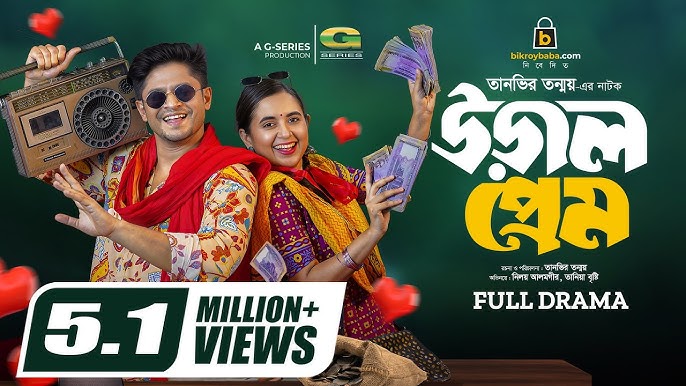 A G-SERIES
PRODUCTION
G
SERIES
b
bikroybaba.com
নিবেদিত
তানভির তন্ময়-এর নাটক
উড়াল
প্রেম
রচনা ও পরিচালনা : তানভির তন্ময়
অভিনয়ে : নিলয় আলমগীর, তানিয়া বৃষ্টি
FULL DRAMA
5.1 MILLION+
VIEWS